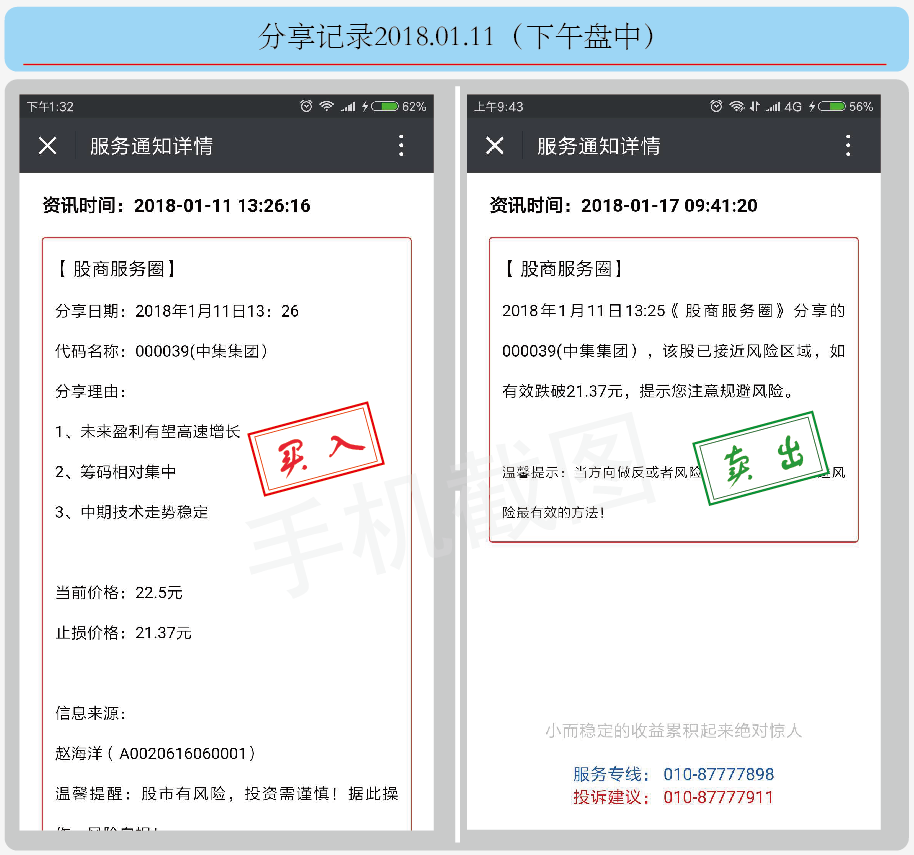 分享记录2018.01.11（下午盘中）
下午1:32
62%
服务通知详情
资讯时间：2018-01-11 13:26:16
【 股商服务圈】
分享日期：2018年1月11日13：26
代码名称：000039(中集集团）
分享理由：
1、未来盈利有望高速增长
2、筹码相对集中
3、中期技术走势稳定
买入
当前价格：22.5元
止损价格：21.37元
信息来源：
赵海洋（ A0020616060001）
温馨提醒：股市有风险，投资需谨慎！据此操
上午9:43
4G
56%
服务通知详情
资讯时间：2018-01-17 09:41:20
【 股商服务圈】
2018年1月11日13:25《 股商服务圈》分享的
000039(中集集团），该股已接近风险区域，如
有效跌破21.37元，提示您注意规避风险。
温馨提示：当方向做反或者风险
风
险最有效的方法!
卖出
小而稳定的收益累积起来绝对惊人
服务专线： 010-87777898
投诉建议： 010-87777911
手机截图